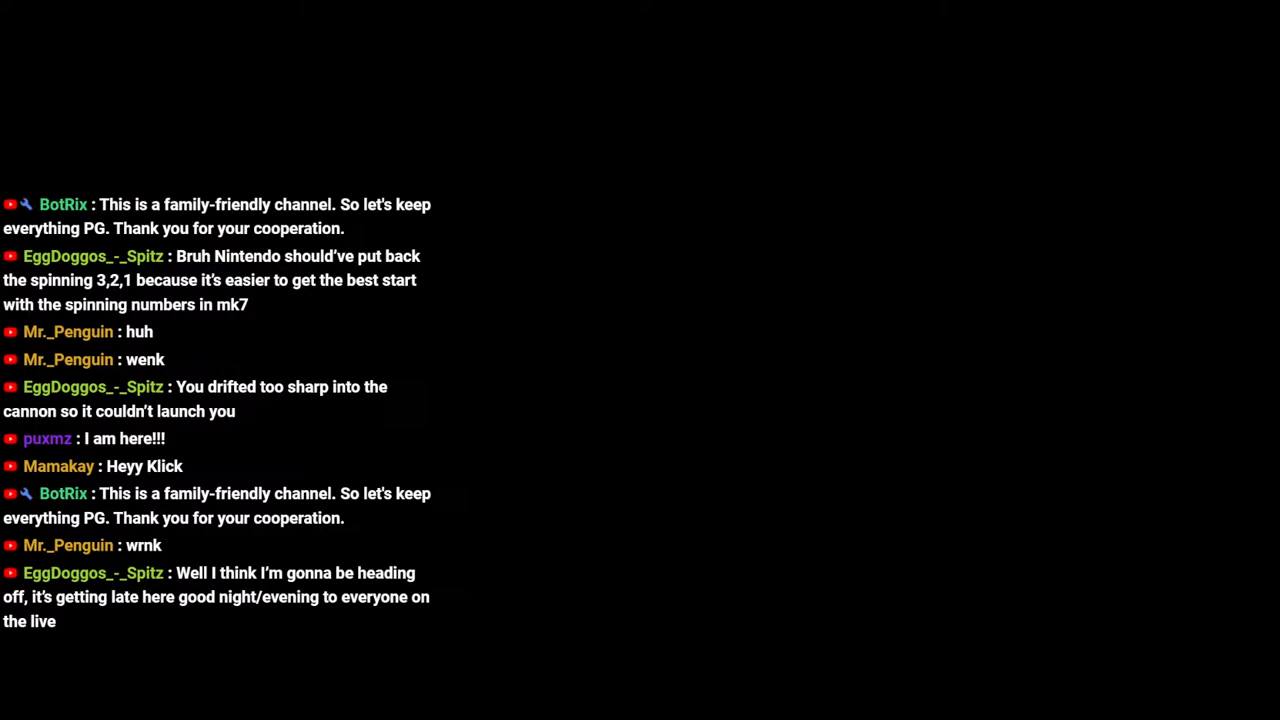 BotRix : This is a family-friendly channel. So let's keep
everything PG. Thank you for your cooperation.
EggDoggos_-_Spitz : Bruh Nintendo should’ve put back
the spinning 3,2,1 because it’s easier to get the best start
with the spinning numbers in mk7
Mr._Penguin : huh
Mr._Penguin : wenk
EggDoggos_-_Spitz : You drifted too sharp into the
cannon so it couldn’t launch you
puxmz : I am here!!!
Mamakay : Heyy Klick
BotRix : This is a family-friendly channel. So let's keep
everything PG. Thank you for your cooperation.
Mr._Penguin : wrnk
EggDoggos_-_Spitz : Well I think I’m gonna be heading
off, it’s getting late here good night/evening to everyone on
the live